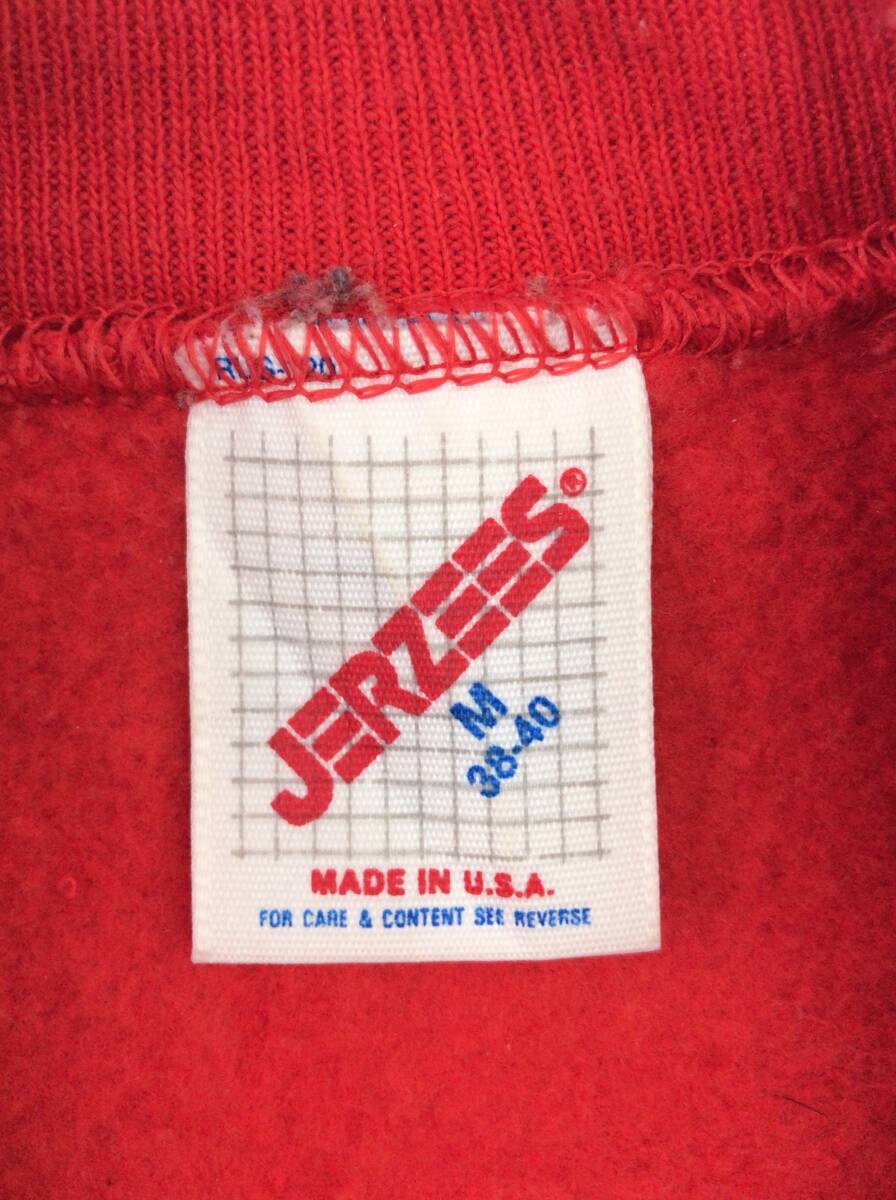 JERZEES®
M
38-40
MADE IN U.S.A.
FOR CARE & CONTENT SEE REVERSE